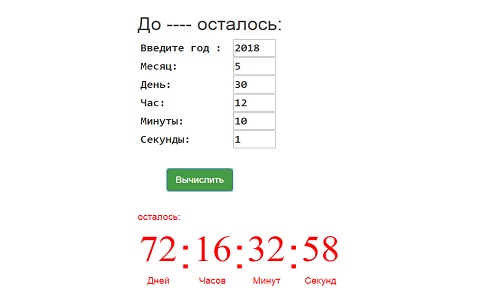 До ---- осталось:
Введите год : 2018
Месяц: 5
День: 30
Час: 12
Минуты: 10
Секунды: 1
Вычислить
осталось:
72:16:32:58
Дней Часов Минут Секунд